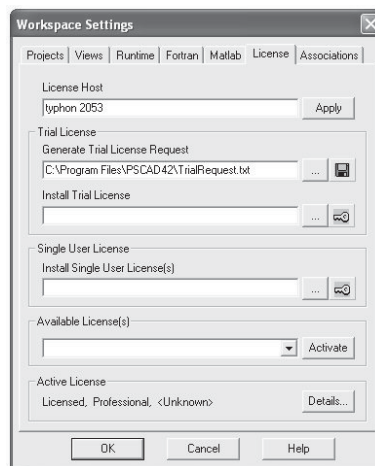 Workspace Settings
Projects Views Runtime Fortran Matlab License Associations
License Host
typhon 2053 Apply
Trial License
Generate Trial License Request
C:\Program Files\PSCAD42\TrialRequest.txt ...
Install Trial License
...
Single User License
Install Single User License(s)
...
Available License(s)
Activate
Active License
Licensed, Professional, <Unknown> Details...
OK Cancel Help